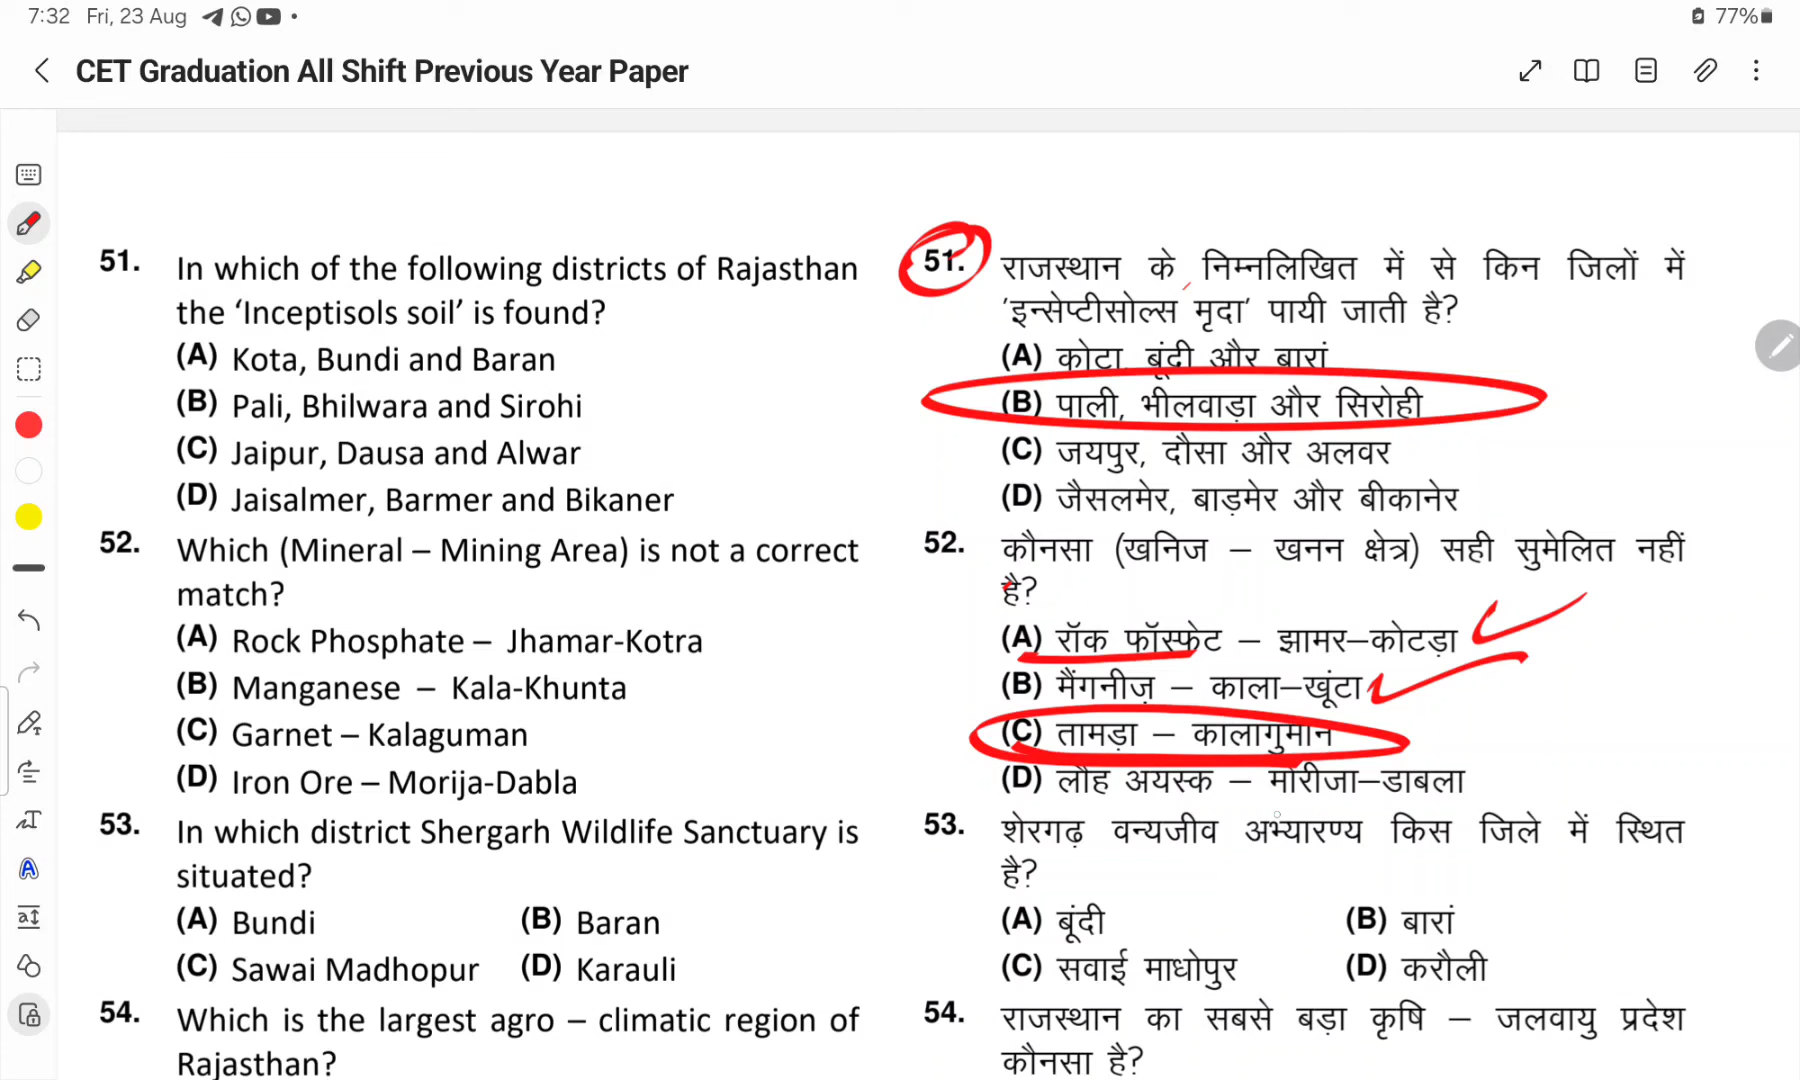 7:32 Fri, 23 Aug
77%
CET Graduation All Shift Previous Year Paper
51. In which of the following districts of Rajasthan
the ‘Inceptisols soil’ is found?
(A) Kota, Bundi and Baran
(B) Pali, Bhilwara and Sirohi
(C) Jaipur, Dausa and Alwar
(D) Jaisalmer, Barmer and Bikaner
52. Which (Mineral – Mining Area) is not a correct
match?
(A) Rock Phosphate – Jhamar-Kotra
(B) Manganese – Kala-Khunta
(C) Garnet – Kalaguman
(D) Iron Ore – Morija-Dabla
53. In which district Shergarh Wildlife Sanctuary is
situated?
(A) Bundi (B) Baran
(C) Sawai Madhopur (D) Karauli
54. Which is the largest agro – climatic region of
Rajasthan?
51. राजस्थान के निम्नलिखित में से किन जिलों में
‘इन्सेप्टीसोल्स मृदा’ पायी जाती है?
(A) कोटा, बूंदी और बारां
(B) पाली, भीलवाड़ा और सिरोही
(C) जयपुर, दौसा और अलवर
(D) जैसलमेर, बाड़मेर और बीकानेर
52. कौनसा (खनिज – खनन क्षेत्र) सही सुमेलित नहीं
है?
(A) रॉक फॉस्फेट – झामर–कोटड़ा
(B) मैंगनीज़ – काला–खूंटा
(C) तामड़ा – कालागुमान
(D) लौह अयस्क – मोरीजा–डाबला
53. शेरगढ़ वन्यजीव अभ्यारण्य किस जिले में स्थित
है?
(A) बूंदी (B) बारां
(C) सवाई माधोपुर (D) करौली
54. राजस्थान का सबसे बड़ा कृषि – जलवायु प्रदेश
कौनसा है?